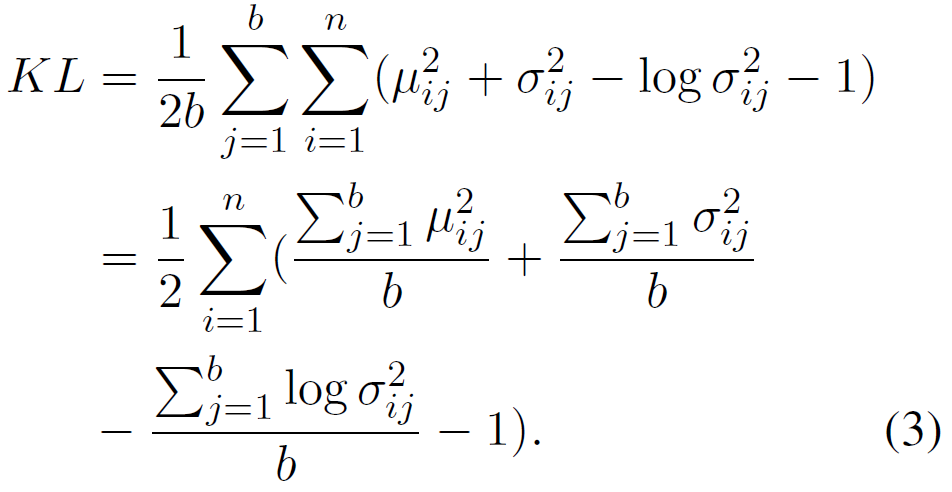 KL = \frac{1}{2b} \sum_{j=1}^{b} \sum_{i=1}^{n} (\mu_{ij}^{2} + \sigma_{ij}^{2} - \log \sigma_{ij}^{2} - 1)
= \frac{1}{2} \sum_{i=1}^{n} ( \frac{\sum_{j=1}^{b} \mu_{ij}^{2}}{b} + \frac{\sum_{j=1}^{b} \sigma_{ij}^{2}}{b}
- \frac{\sum_{j=1}^{b} \log \sigma_{ij}^{2}}{b} - 1). (3)